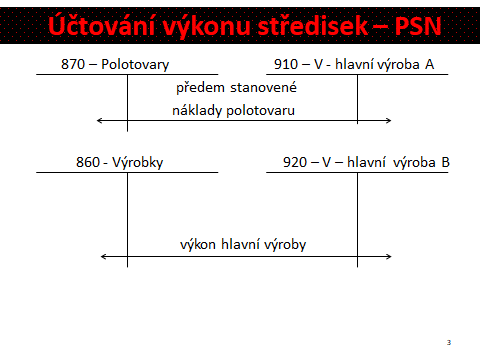 Účtování výkonu středisek – PSN
870 – Polotovary
910 – V - hlavní výroba A
předem stanovené
náklady polotovaru
860 - Výrobky
920 – V – hlavní  výroba B
výkon hlavní výroby
3